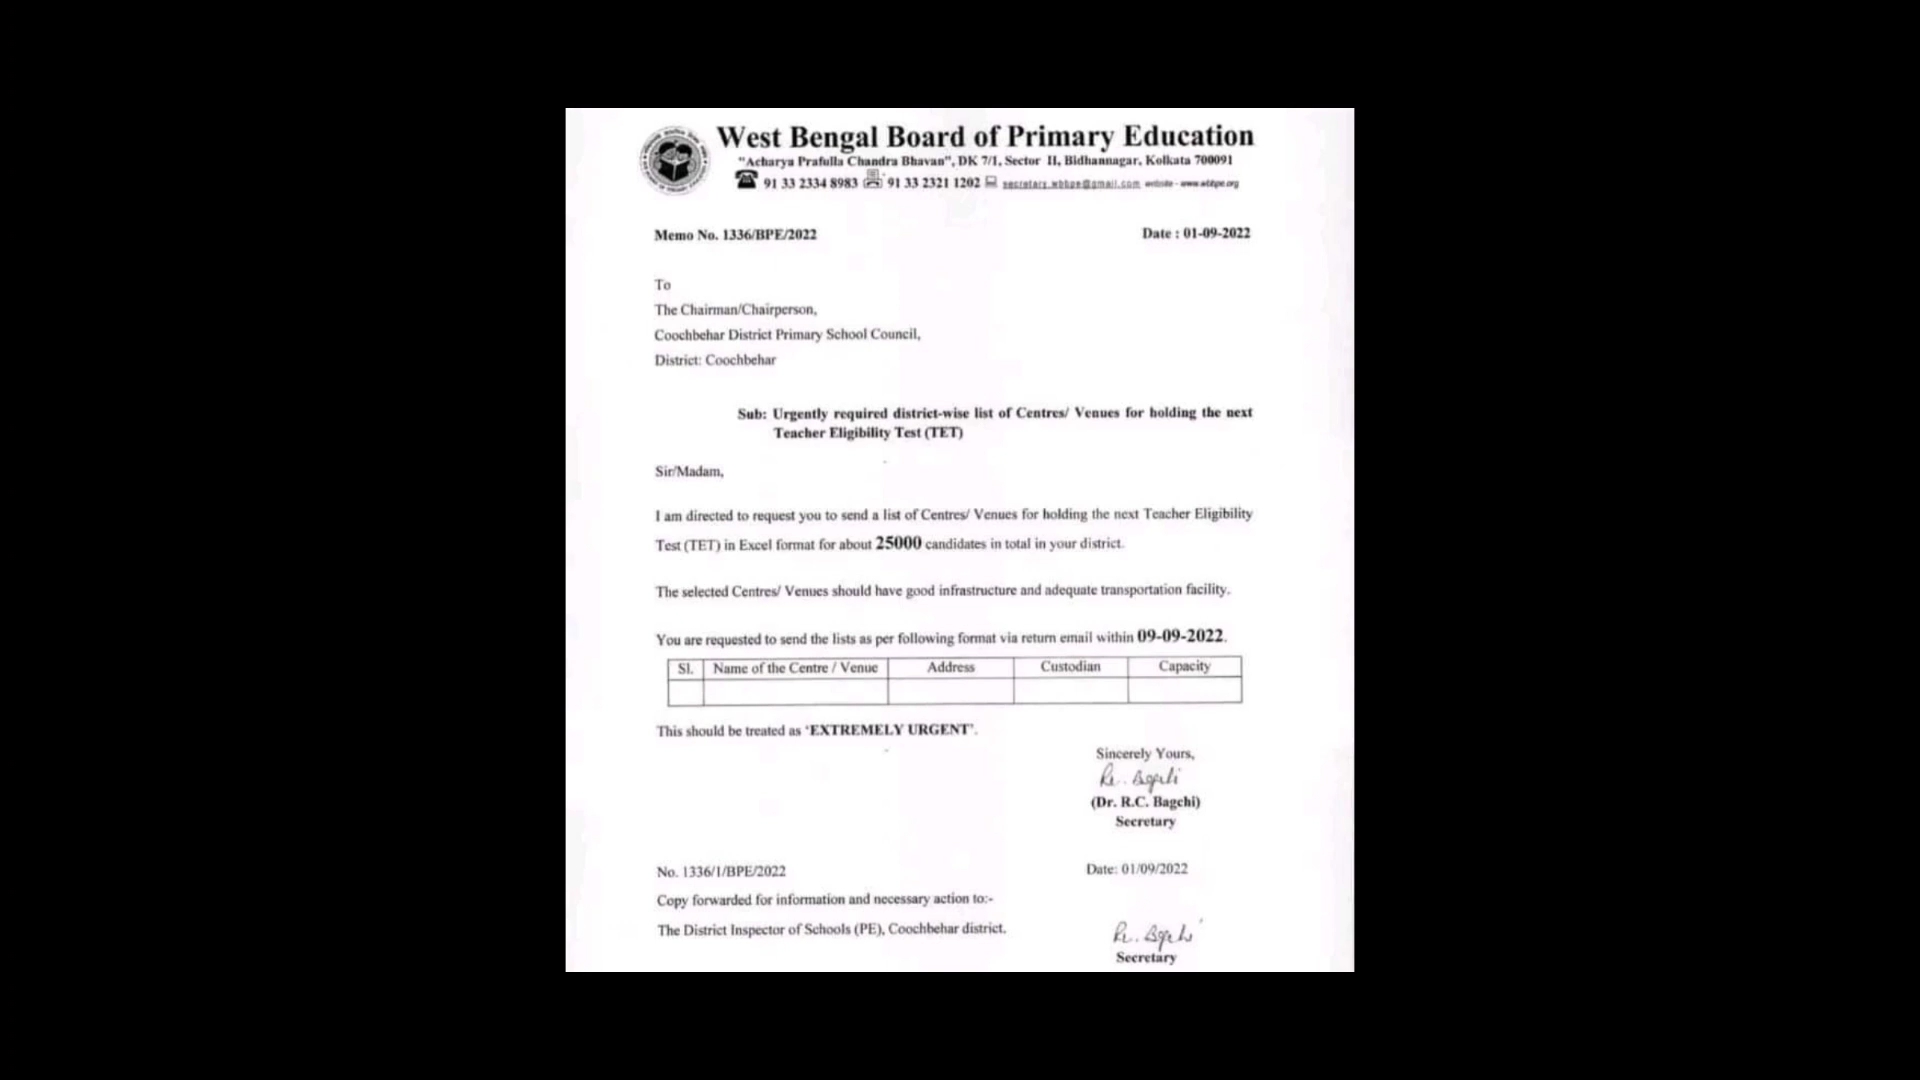 West Bengal Board of Primary Education
"Acharya Prafulla Chandra Bhavan", DK 7/1, Sector II, Bidhannagar, Kolkata 700091
91 33 2334 8983 91 33 2321 1202 secretary.wbbpe@gmail.com website - www.wbbpe.org
Memo No. 1336/BPE/2022 Date : 01-09-2022
To
The Chairman/Chairperson,
Coochbehar District Primary School Council,
District: Coochbehar
Sub: Urgently required district-wise list of Centres/ Venues for holding the next
Teacher Eligibility Test (TET)
Sir/Madam,
I am directed to request you to send a list of Centres/ Venues for holding the next Teacher Eligibility
Test (TET) in Excel format for about 25000 candidates in total in your district.
The selected Centres/ Venues should have good infrastructure and adequate transportation facility.
You are requested to send the lists as per following format via return email within 09-09-2022.
Sl. Name of the Centre / Venue Address Custodian Capacity
This should be treated as 'EXTREMELY URGENT'.
Sincerely Yours,
(Dr. R.C. Bagchi)
Secretary
No. 1336/1/BPE/2022 Date: 01/09/2022
Copy forwarded for information and necessary action to:-
The District Inspector of Schools (PE), Coochbehar district.
Secretary